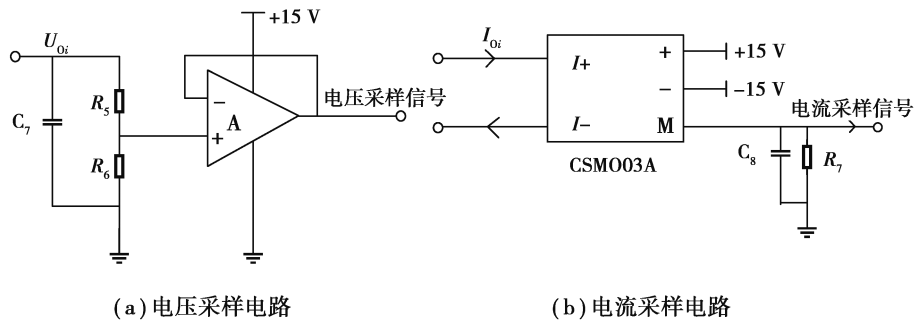 +15 V
U₀ᵢ
R₅
C₇
R₆
−
A
+
电压采样信号
(a)电压采样电路
I₀ᵢ
I+
I−
+
−
M
+15 V
−15 V
电流采样信号
CSM003A
C₈
R₇
(b)电流采样电路